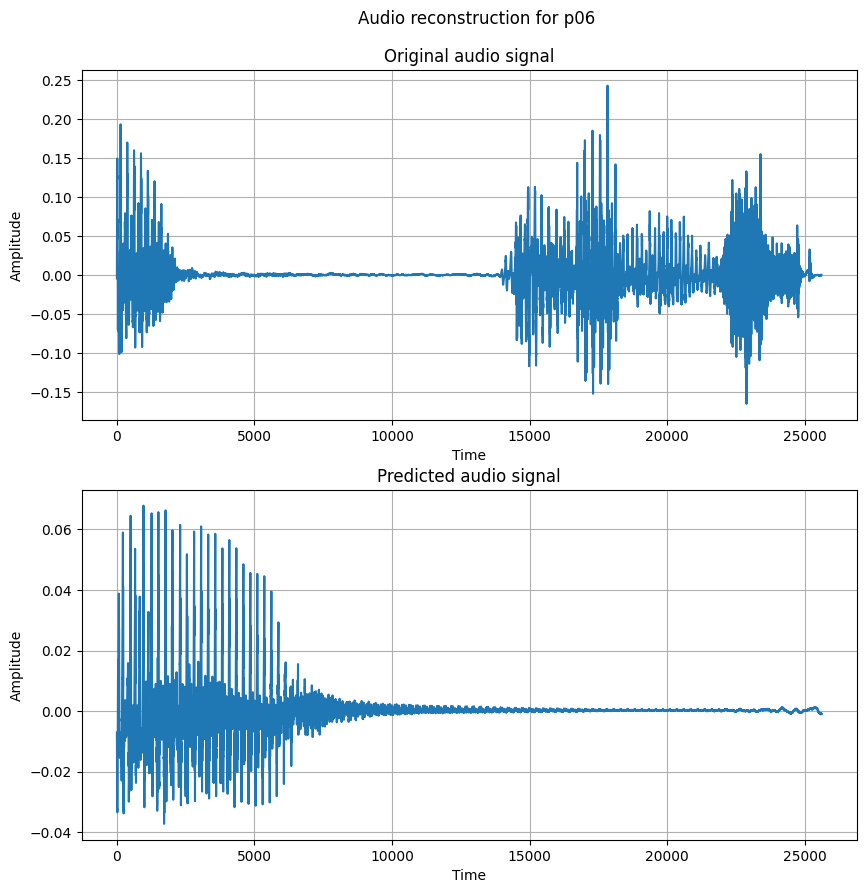 Audio reconstruction for p06
Original audio signal
0.25
0.20
0.15
0.10
0.05
0.00
−0.05
−0.10
−0.15
Amplitude
0 5000 10000 15000 20000 25000
Time
Predicted audio signal
0.06
0.04
0.02
0.00
−0.02
−0.04
Amplitude
0 5000 10000 15000 20000 25000
Time